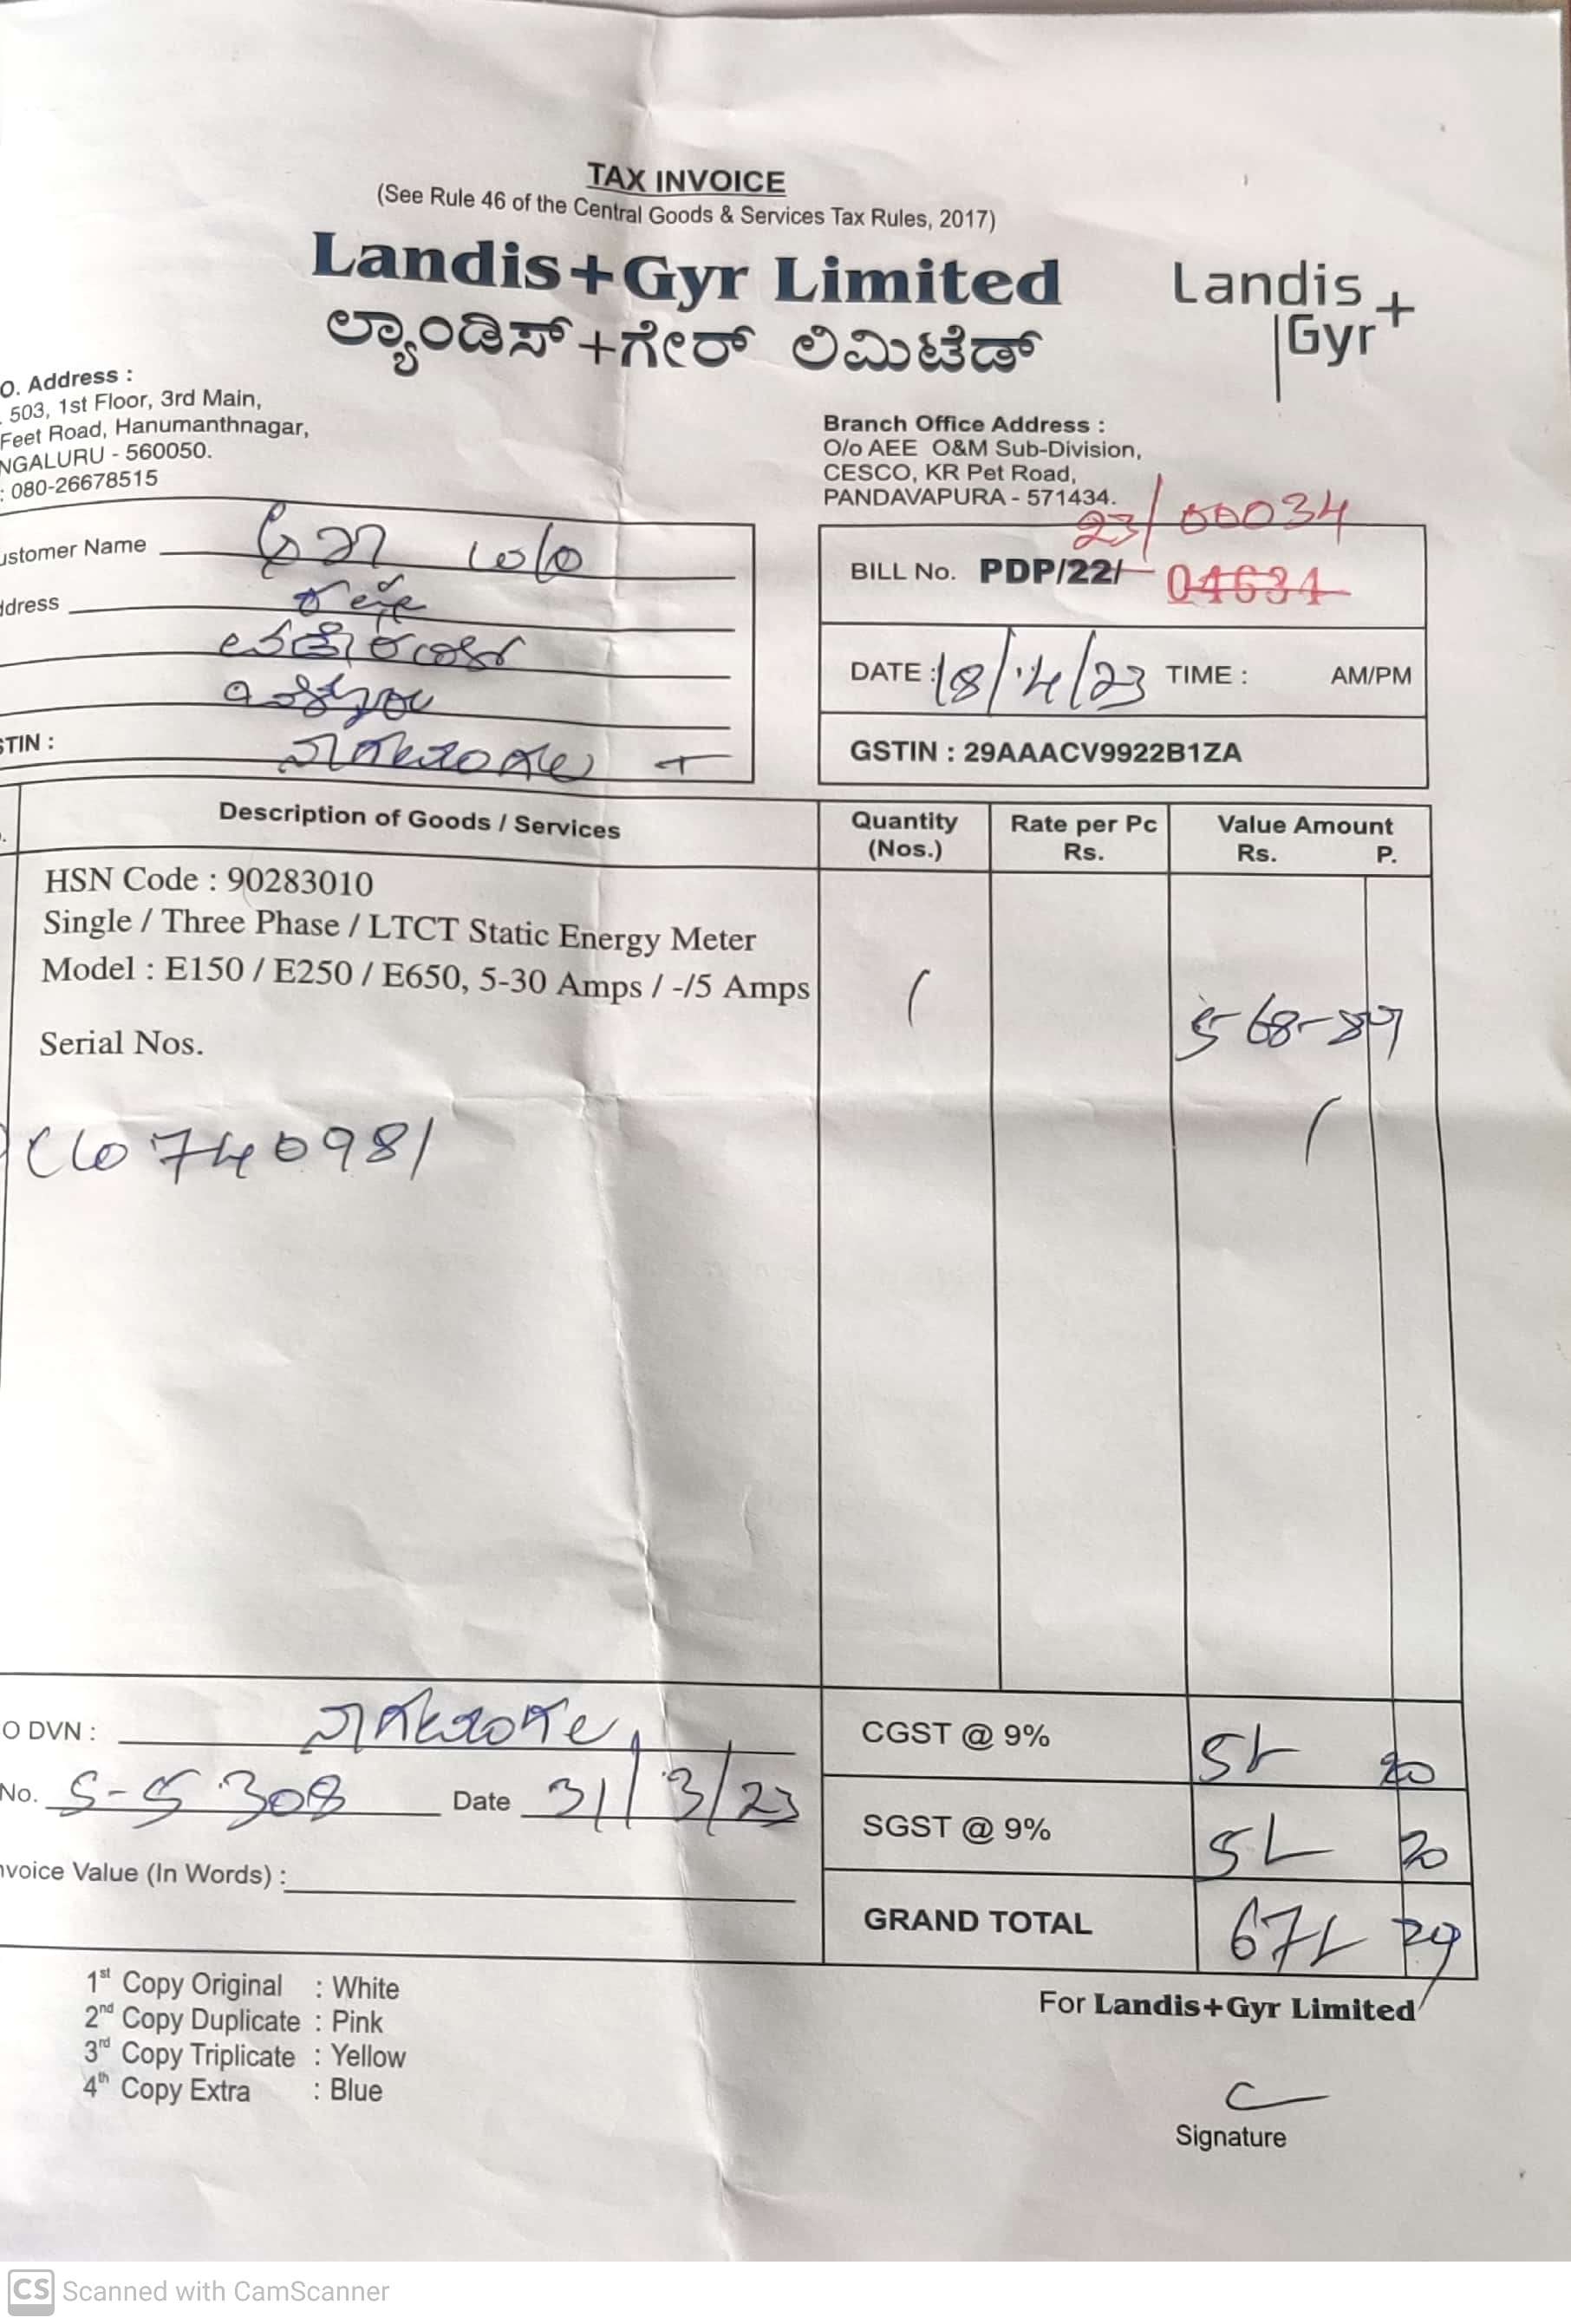 TAX INVOICE
(See Rule 46 of the Central Goods & Services Tax Rules, 2017)
Landis+Gyr Limited
ಲ್ಯಾಂಡಿಸ್+ಗೇರ್ ಲಿಮಿಟೆಡ್
Landis
Gyr+
O. Address :
503, 1st Floor, 3rd Main,
Feet Road, Hanumanthnagar,
NGALURU - 560050.
: 080-26678515
Branch Office Address :
O/o AEE O&M Sub-Division,
CESCO, KR Pet Road,
PANDAVAPURA - 571434.
ustomer Name
ddress
STIN :
23/00034
BILL No. PDP/22/ 04634
DATE : 18/4/23 TIME : AM/PM
GSTIN : 29AAACV9922B1ZA
Description of Goods / Services
Quantity (Nos.)
Rate per Pc Rs.
Value Amount Rs. P.
HSN Code : 90283010
Single / Three Phase / LTCT Static Energy Meter
Model : E150 / E250 / E650, 5-30 Amps / -/5 Amps
1
568-89
Serial Nos.
740981
O DVN :
No. S-5 308 Date 31/3/23
nvoice Value (In Words) :
CGST @ 9% 51 20
SGST @ 9% 51 20
GRAND TOTAL 671 29
1st Copy Original : White
2nd Copy Duplicate : Pink
3rd Copy Triplicate : Yellow
4th Copy Extra : Blue
For Landis+Gyr Limited
Signature
CS Scanned with CamScanner